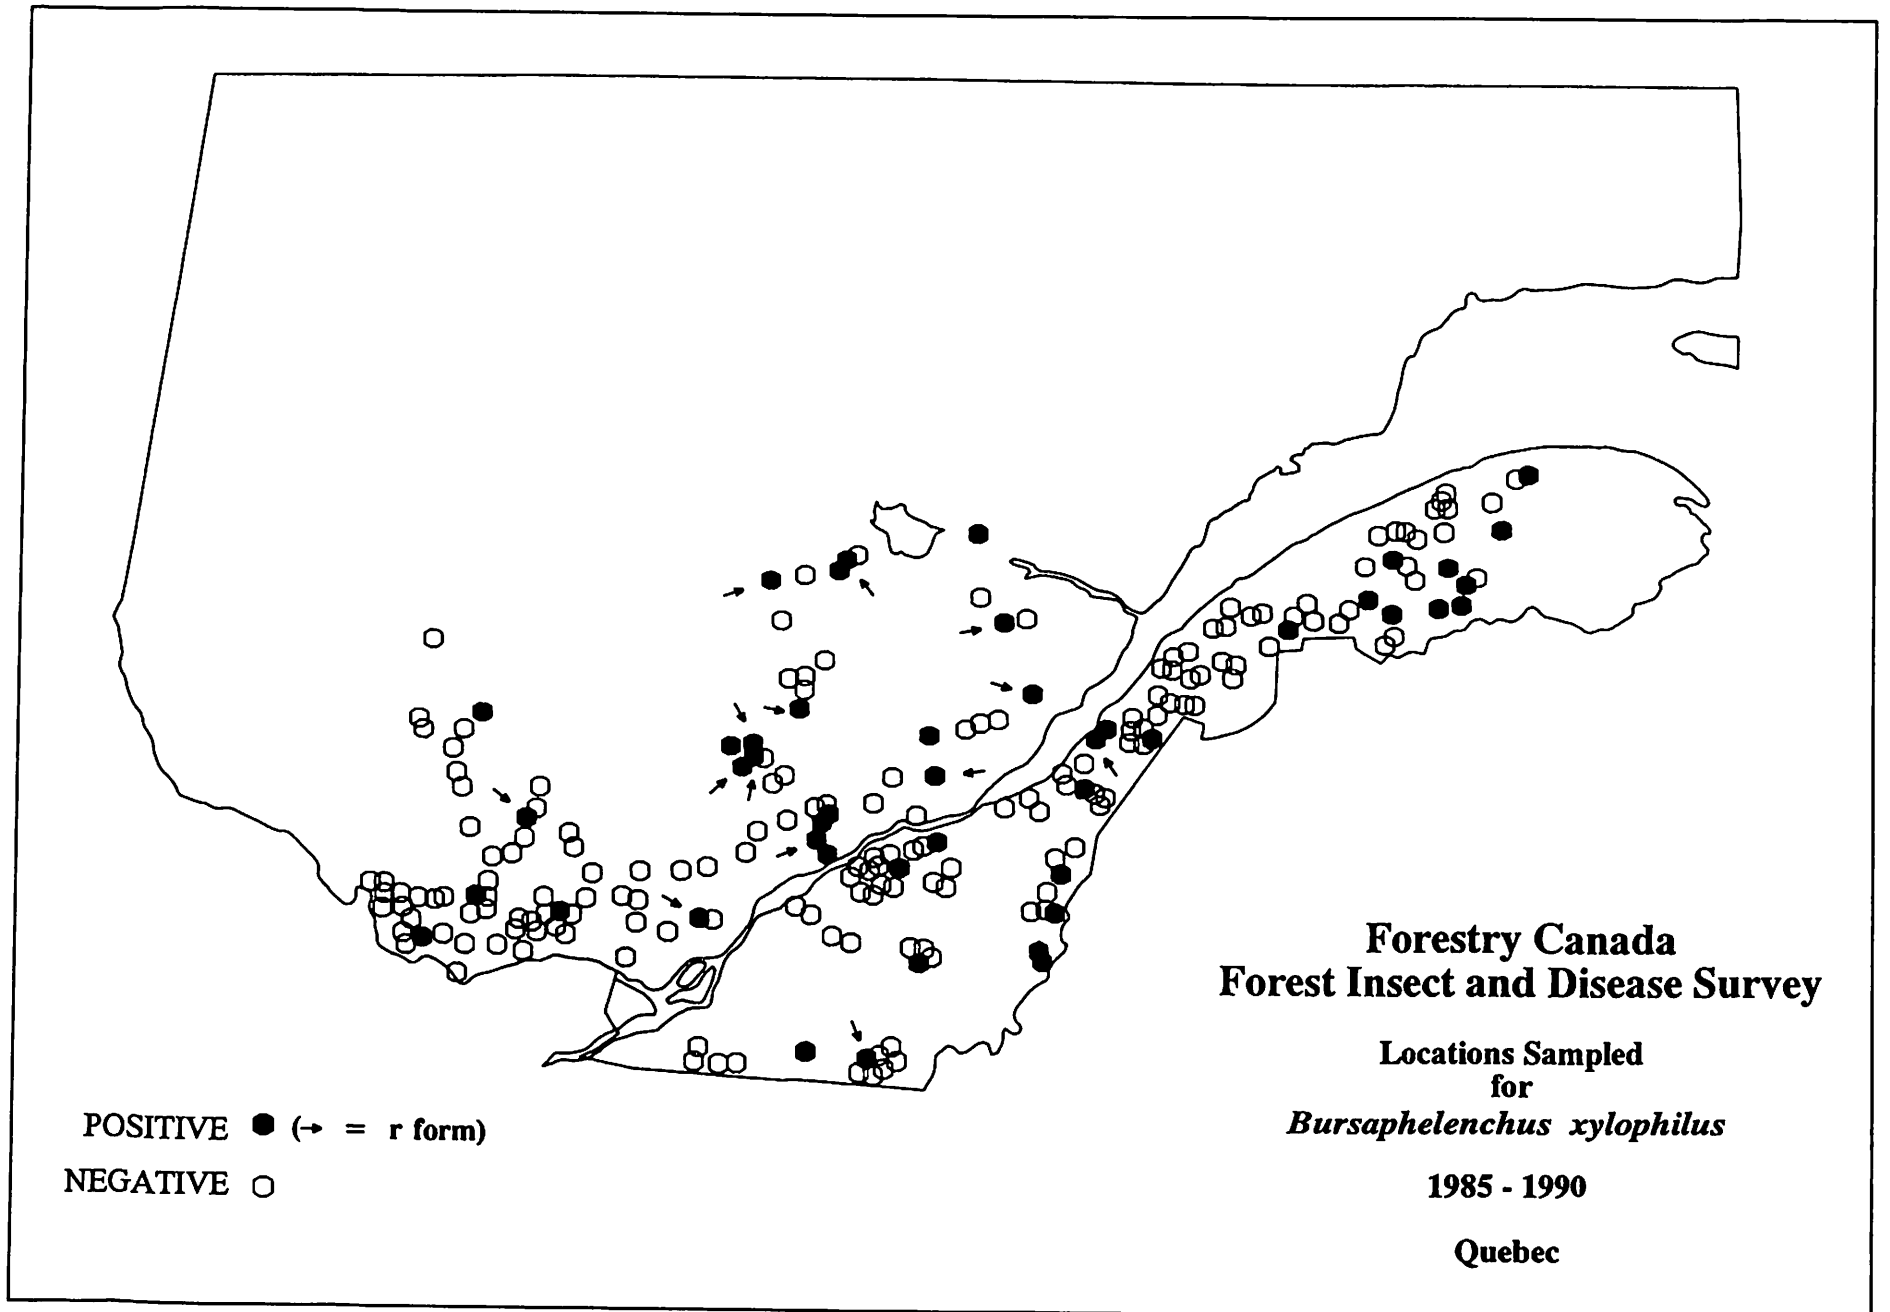 Forestry Canada
Forest Insect and Disease Survey
Locations Sampled
for
Bursaphelenchus xylophilus
1985 - 1990
Quebec
POSITIVE ● (→ = r form)
NEGATIVE ○